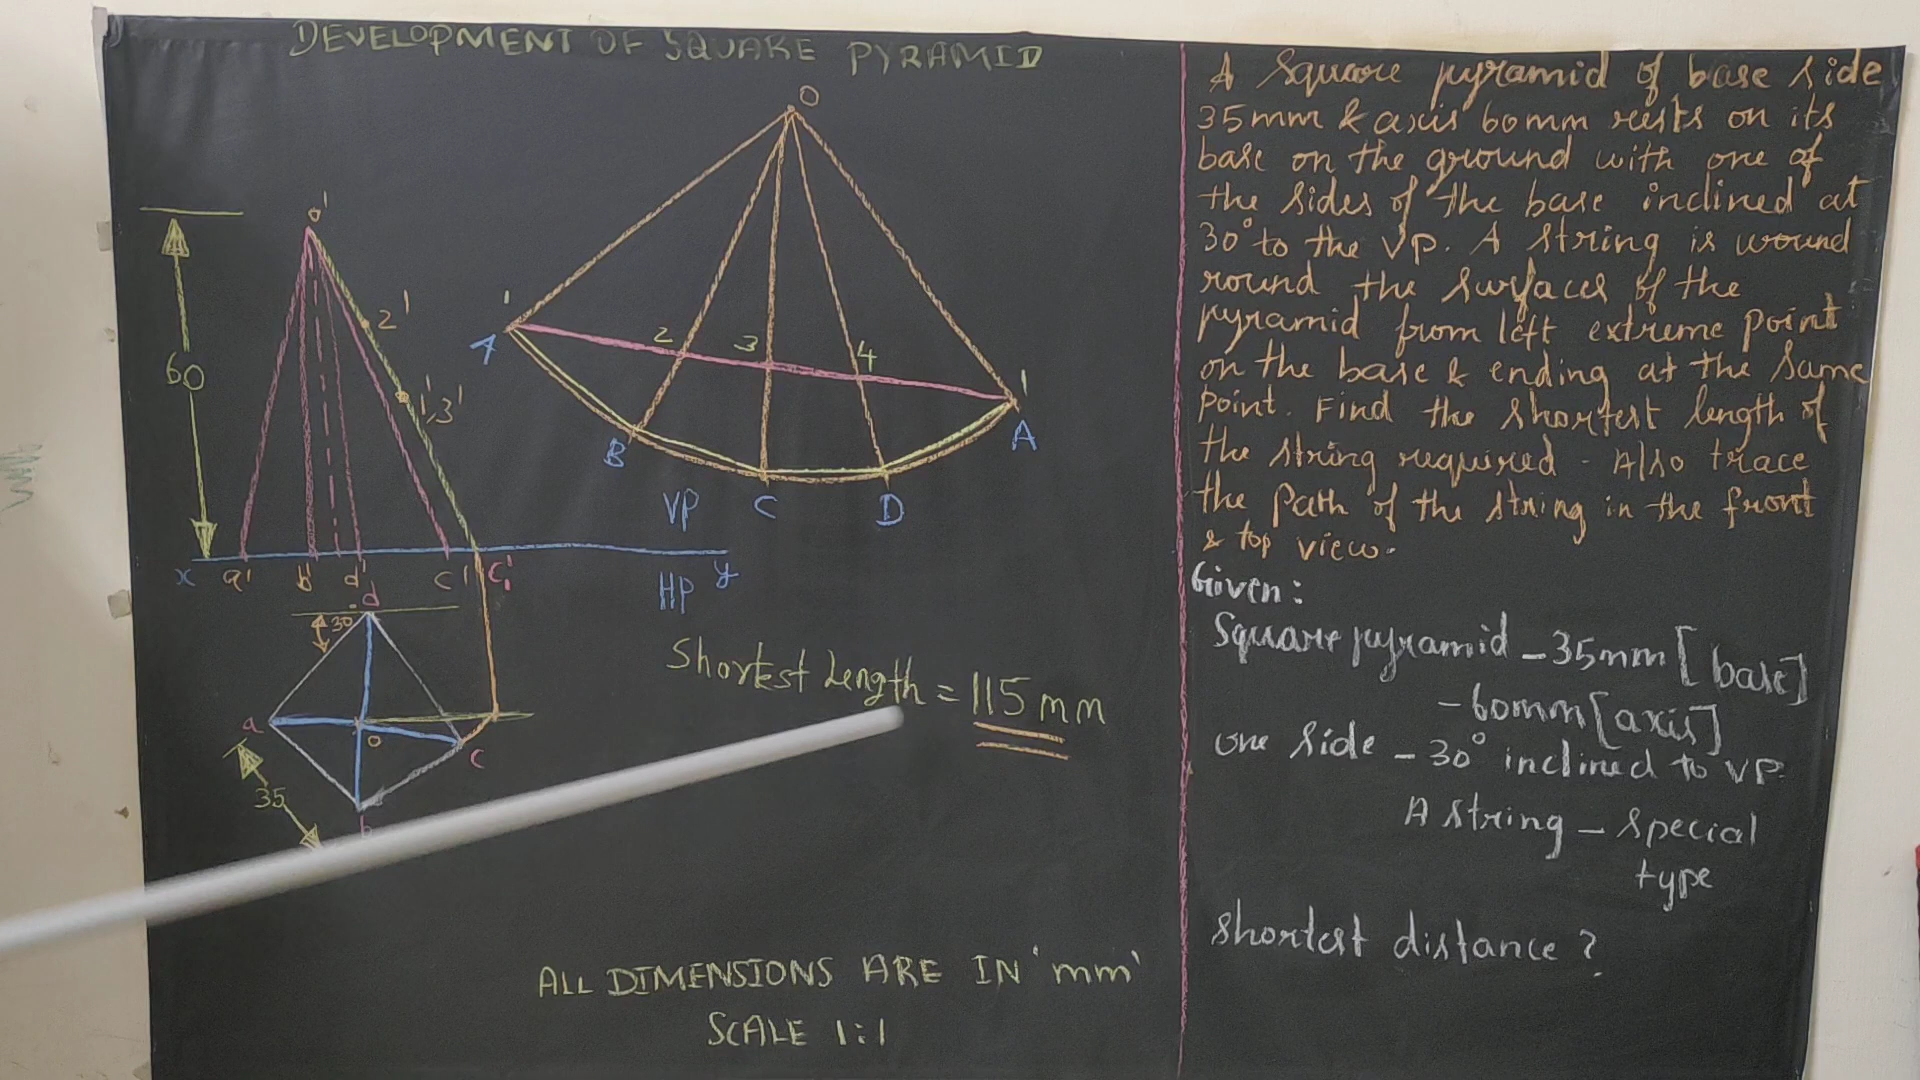 DEVELOPMENT OF SQUARE PYRAMID
O
o'
60
2'
1',3'
x a' b' d' c' c1' y
VP
HP
1
A
2
3
4
1
A
B
C
D
d
30°
a
o
c
35
b
Shortest Length = 115 mm
ALL DIMENSIONS ARE IN 'mm'
SCALE 1:1
A Square pyramid of base side
35mm & axis 60mm rests on its
base on the ground with one of
the sides of the base inclined at
30° to the VP. A string is wound
round the surfaces of the
pyramid from left extreme point
on the base & ending at the same
point. Find the shortest length of
the string required. Also trace
the path of the string in the front
& top view.
Given:
Square pyramid - 35mm [base]
- 60mm [axis]
one side - 30° inclined to VP.
A string - special
type
shortest distance?